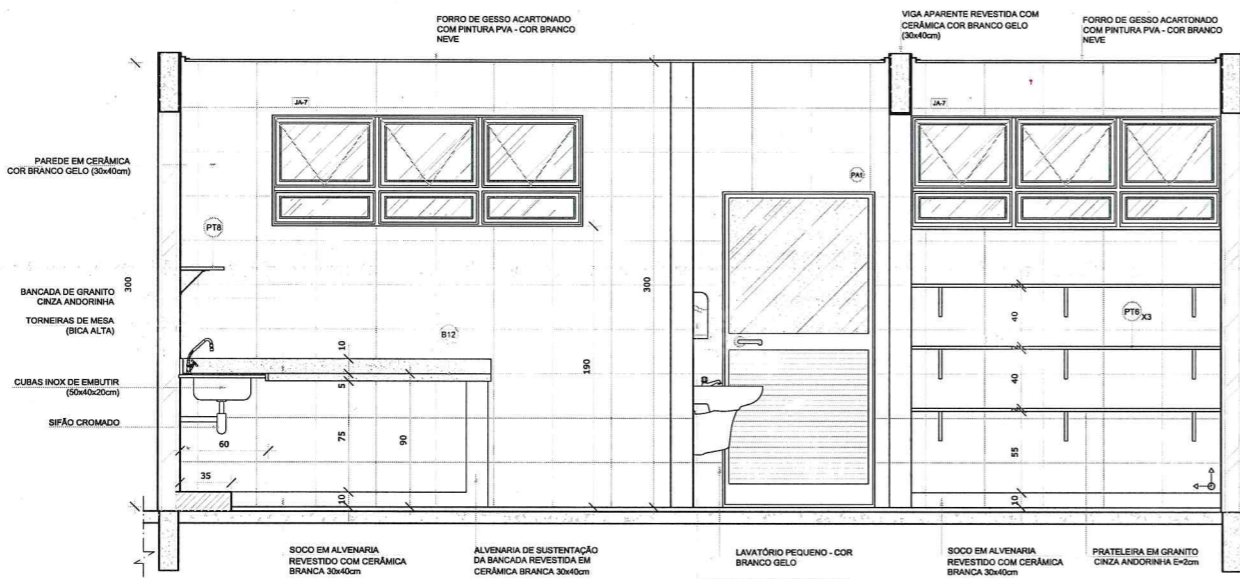 FORRO DE GESSO ACARTONADO
COM PINTURA PVA - COR BRANCO
NEVE
VIGA APARENTE REVESTIDA COM
CERÂMICA COR BRANCO GELO
(30x40cm)
FORRO DE GESSO ACARTONADO
COM PINTURA PVA - COR BRANCO
NEVE
JA-7
JA-7
PAREDE EM CERÂMICA
COR BRANCO GELO (30x40cm)
PA1
PT8
300
300
BANCADA DE GRANITO
CINZA ANDORINHA
TORNEIRAS DE MESA
(BICA ALTA)
B12
10
190
40
PT6 X3
CUBAS INOX DE EMBUTIR
(50x40x20cm)
5
40
SIFÃO CROMADO
60
75
90
55
35
10
10
SOCO EM ALVENARIA
REVESTIDO COM CERÂMICA
BRANCA 30x40cm
ALVENARIA DE SUSTENTAÇÃO
DA BANCADA REVESTIDA EM
CERÂMICA BRANCA 30x40cm
LAVATÓRIO PEQUENO - COR
BRANCO GELO
SOCO EM ALVENARIA
REVESTIDO COM CERÂMICA
BRANCA 30x40cm
PRATELEIRA EM GRANITO
CINZA ANDORINHA E=2cm